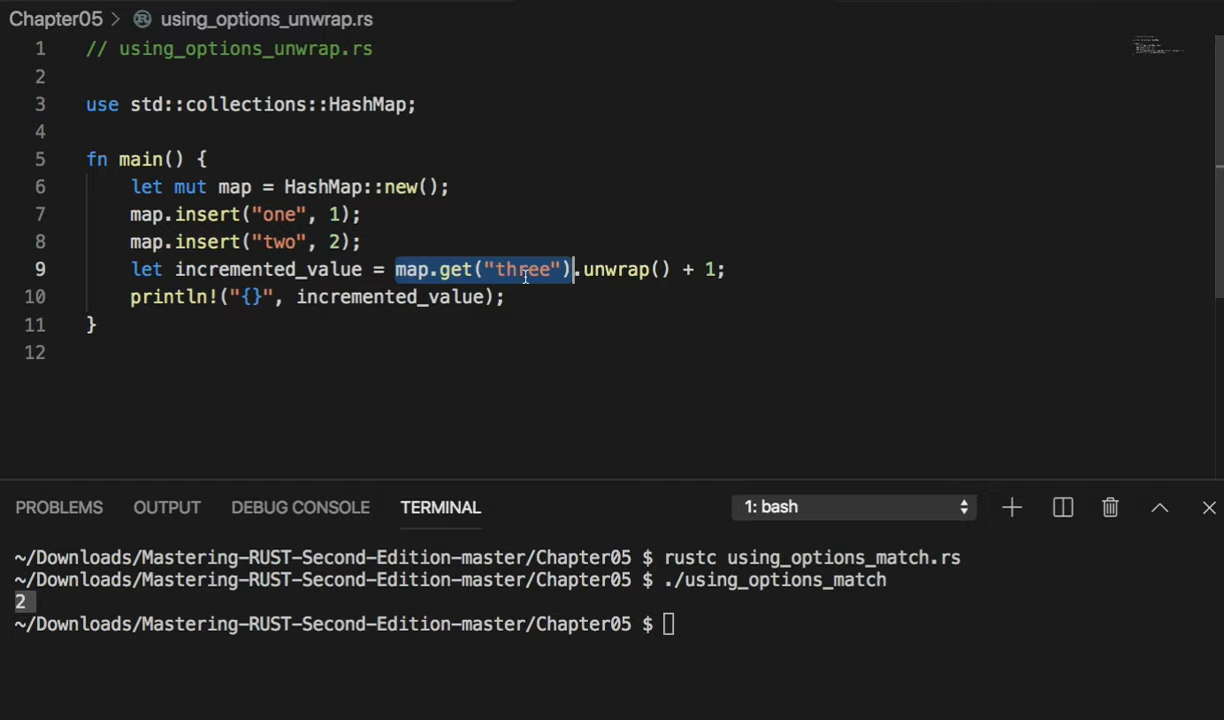 Chapter05 > using_options_unwrap.rs
1 // using_options_unwrap.rs
2
3 use std::collections::HashMap;
4
5 fn main() {
6 let mut map = HashMap::new();
7 map.insert("one", 1);
8 map.insert("two", 2);
9 let incremented_value = map.get("three").unwrap() + 1;
10 println!("{}", incremented_value);
11 }
12
PROBLEMS OUTPUT DEBUG CONSOLE TERMINAL 1: bash
~/Downloads/Mastering-RUST-Second-Edition-master/Chapter05 $ rustc using_options_match.rs
~/Downloads/Mastering-RUST-Second-Edition-master/Chapter05 $ ./using_options_match
2
~/Downloads/Mastering-RUST-Second-Edition-master/Chapter05 $